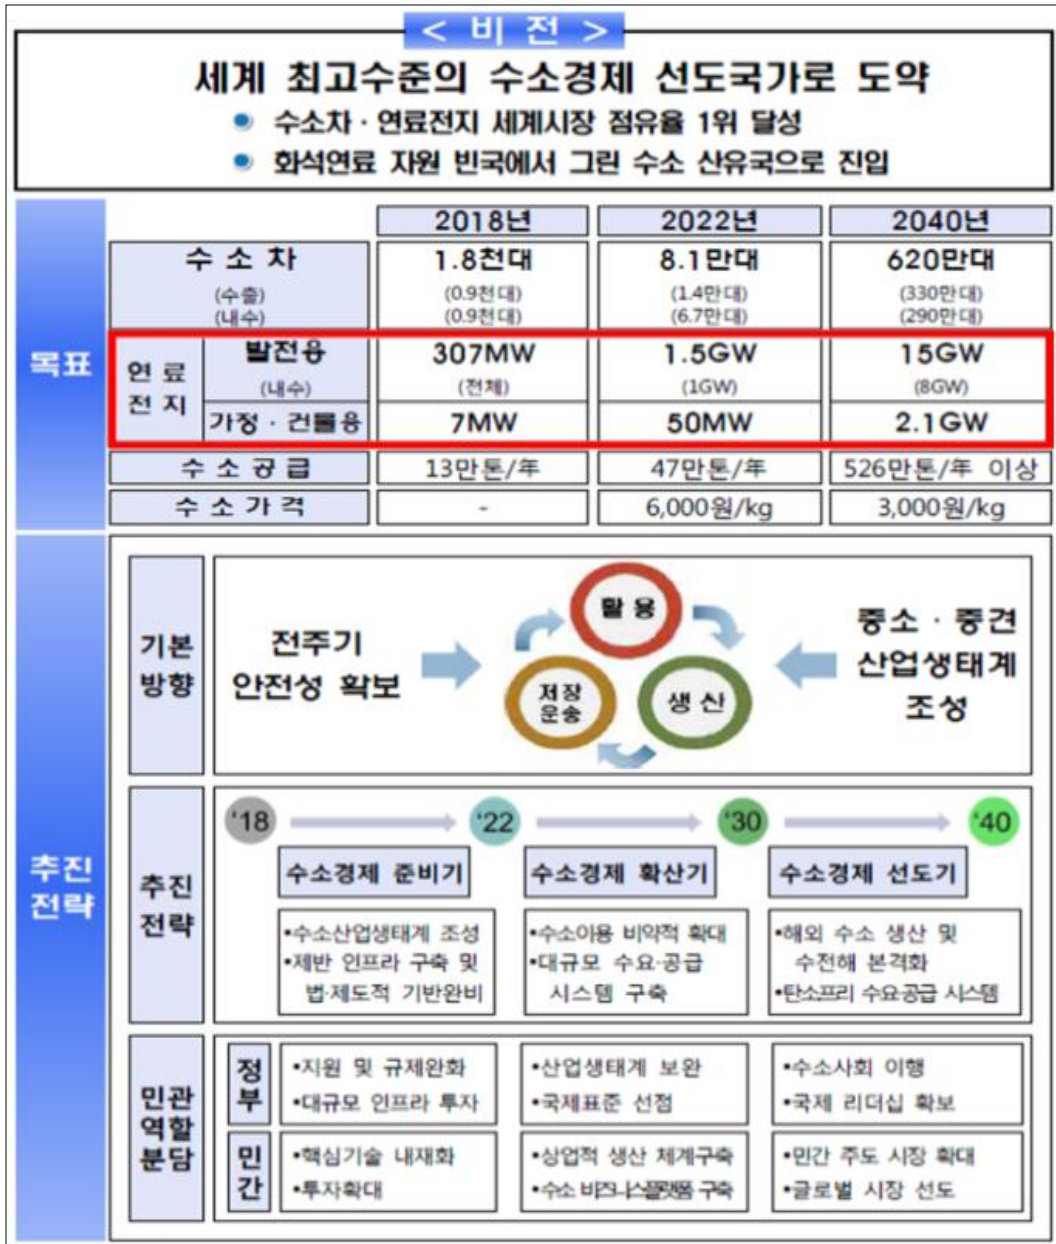 < 비 전 >
세계 최고수준의 수소경제 선도국가로 도약
수소차 · 연료전지 세계시장 점유율 1위 달성
화석연료 자원 빈국에서 그린 수소 산유국으로 진입
목표
2018년 2022년 2040년
수 소 차 1.8천대 8.1만대 620만대
(수출) (0.9천대) (1.4만대) (330만대)
(내수) (0.9천대) (6.7만대) (290만대)
연 료
전 지
발전용 307MW 1.5GW 15GW
(내수) (전체) (1GW) (8GW)
가정 · 건물용 7MW 50MW 2.1GW
수 소 공 급 13만톤/年 47만톤/年 526만톤/年 이상
수 소 가 격 - 6,000원/kg 3,000원/kg
추진
전략
기본
방향
전주기
안전성 확보
활 용
저장
운송
생 산
중소 · 중견
산업생태계
조성
추진
전략
‘18 ‘22 ‘30 ‘40
수소경제 준비기 수소경제 확산기 수소경제 선도기
•수소산업생태계 조성
•제반 인프라 구축 및
법·제도적 기반완비
•수소이용 비약적 확대
•대규모 수요·공급
시스템 구축
•해외 수소 생산 및
수전해 본격화
•탄소프리 수요공급 시스템
민관
역할
분담
정
부
•지원 및 규제완화
•대규모 인프라 투자
•산업생태계 보완
•국제표준 선점
•수소사회 이행
•국제 리더십 확보
민
간
•핵심기술 내재화
•투자확대
•상업적 생산 체계구축
•수소 비즈니스플랫폼 구축
•민간 주도 시장 확대
•글로벌 시장 선도